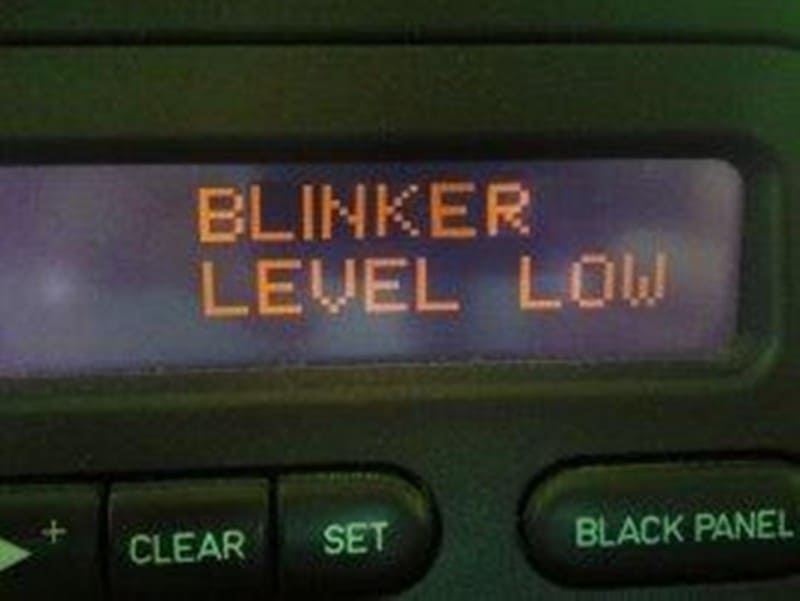 BLINKER
LEVEL LOW
+
CLEAR
SET
BLACK PANEL